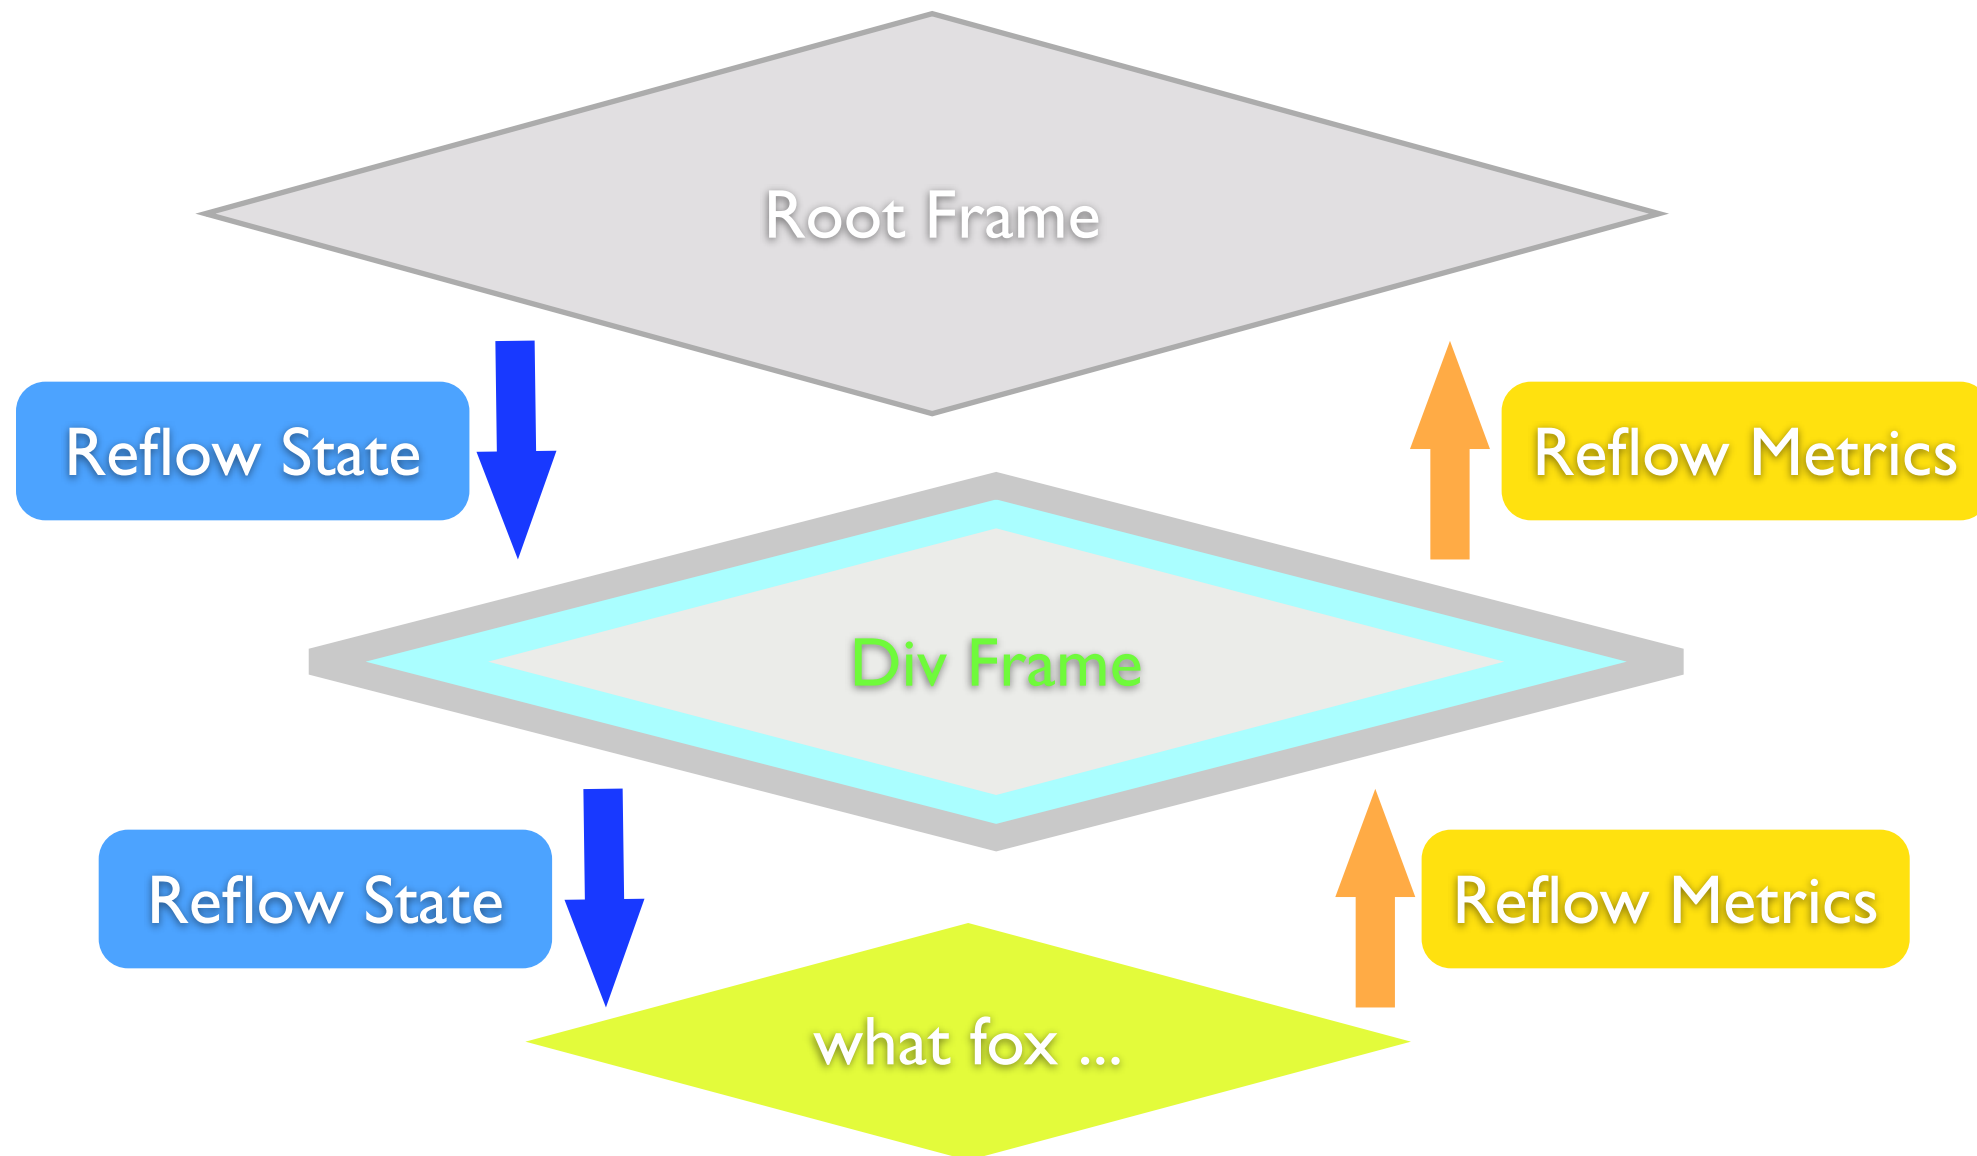 Root Frame
Reflow State
Reflow Metrics
Div Frame
Reflow State
Reflow Metrics
what fox ...